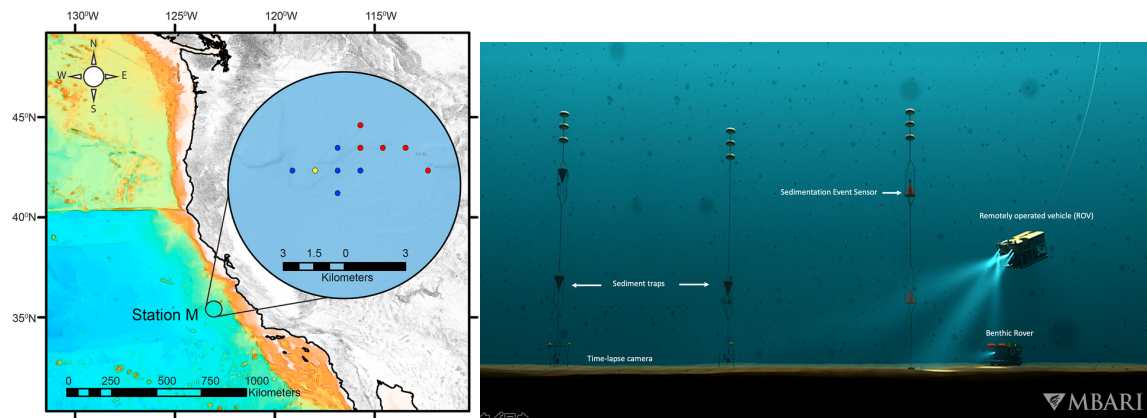 130°W
125°W
120°W
115°W
N
W
E
S
45°N
40°N
35°N
3 1.5 0 3
Kilometers
Station M
0 250 500 750 1000
Kilometers
Sedimentation Event Sensor
Remotely operated vehicle (ROV)
Sediment traps
Benthic Rover
Time-lapse camera
MBARI